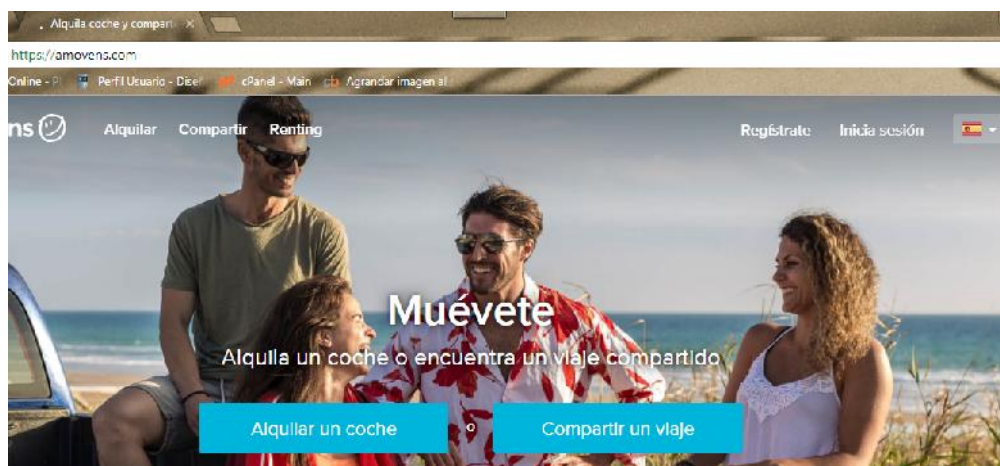 Alquila coche y compart
https://amovens.com
Online - P
Perfil Usuario - Dise
cPanel - Main
Agrandar imagen al
ns
Alquilar Compartir Renting
Regístrate Inicia sesión
Muévete
Alquila un coche o encuentra un viaje compartido
Alquilar un coche o Compartir un viaje